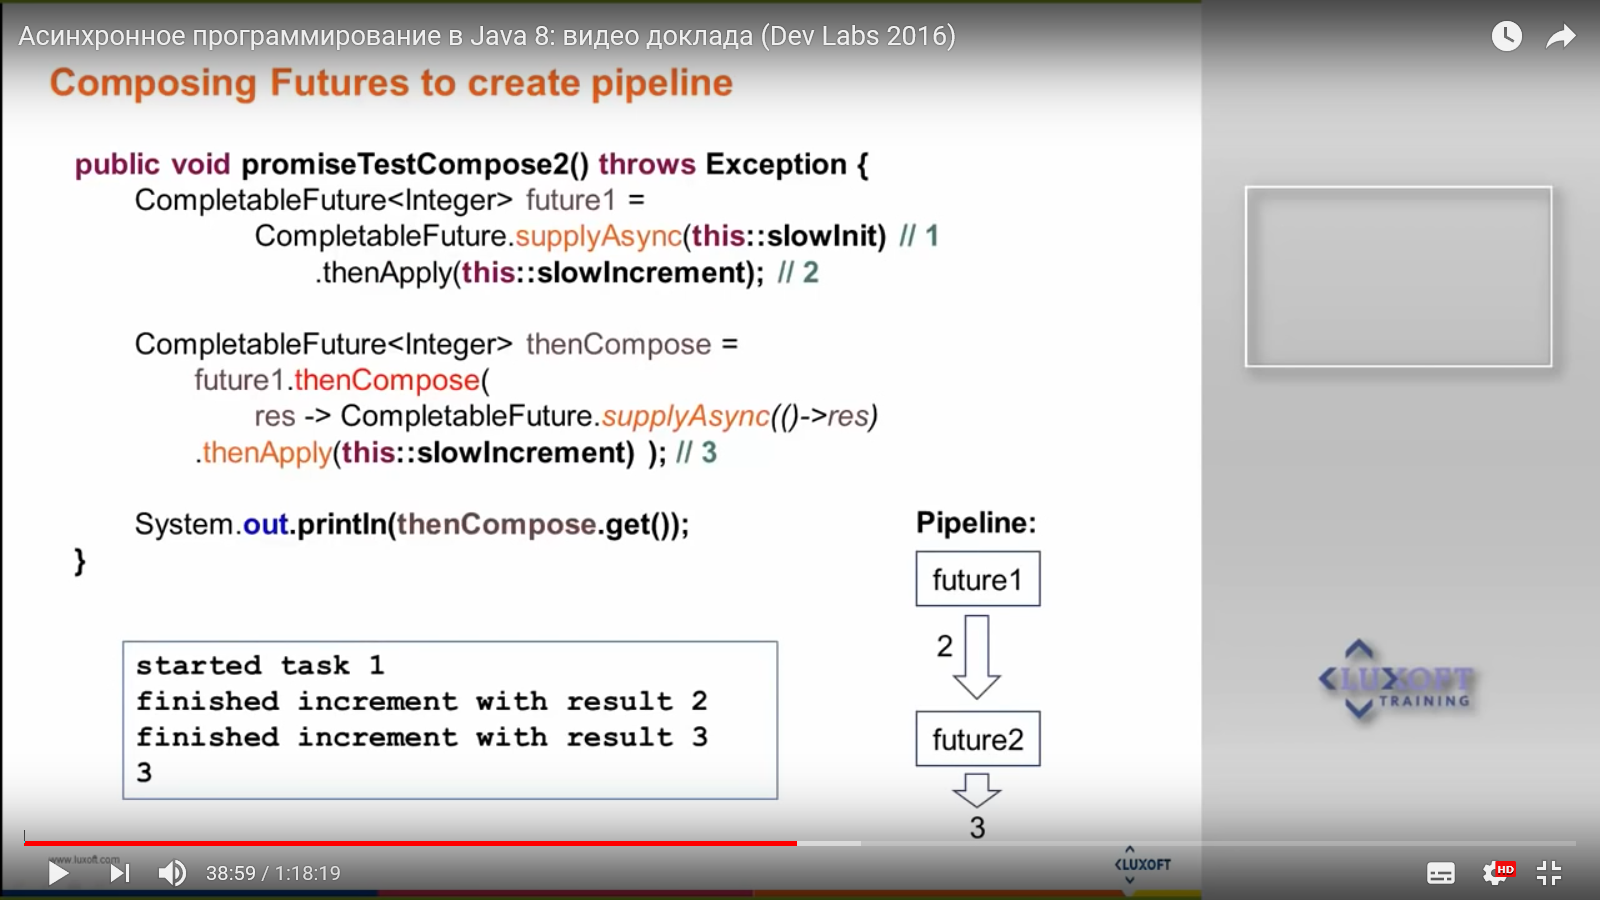 Асинхронное программирование в Java 8: видео доклада (Dev Labs 2016)
Composing Futures to create pipeline
public void promiseTestCompose2() throws Exception {
CompletableFuture<Integer> future1 =
CompletableFuture.supplyAsync(this::slowInit) // 1
.thenApply(this::slowIncrement); // 2
CompletableFuture<Integer> thenCompose =
future1.thenCompose(
res -> CompletableFuture.supplyAsync(()->res)
.thenApply(this::slowIncrement) ); // 3
System.out.println(thenCompose.get());
}
Pipeline:
future1
2
future2
3
started task 1
finished increment with result 2
finished increment with result 3
3
LUXOFT
TRAINING
www.luxoft.com
38:59 / 1:18:19
LUXOFT
HD